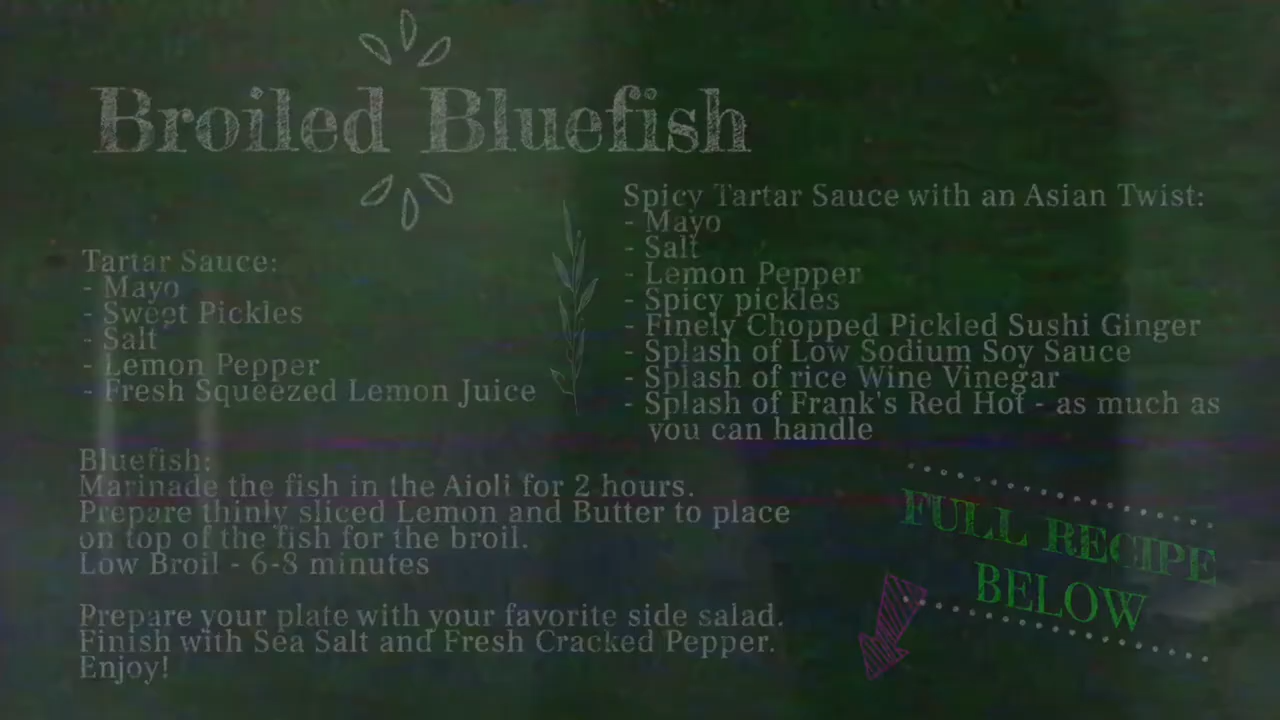 Broiled Bluefish
Tartar Sauce:
- Mayo
- Sweet Pickles
- Salt
- Lemon Pepper
- Fresh Squeezed Lemon Juice
Spicy Tartar Sauce with an Asian Twist:
- Mayo
- Salt
- Lemon Pepper
- Spicy pickles
- Finely Chopped Pickled Sushi Ginger
- Splash of Low Sodium Soy Sauce
- Splash of rice Wine Vinegar
- Splash of Frank's Red Hot - as much as
you can handle
Bluefish:
Marinade the fish in the Aioli for 2 hours.
Prepare thinly sliced Lemon and Butter to place
on top of the fish for the broil.
Low Broil - 6-8 minutes
Prepare your plate with your favorite side salad.
Finish with Sea Salt and Fresh Cracked Pepper.
Enjoy!
FULL RECIPE
BELOW